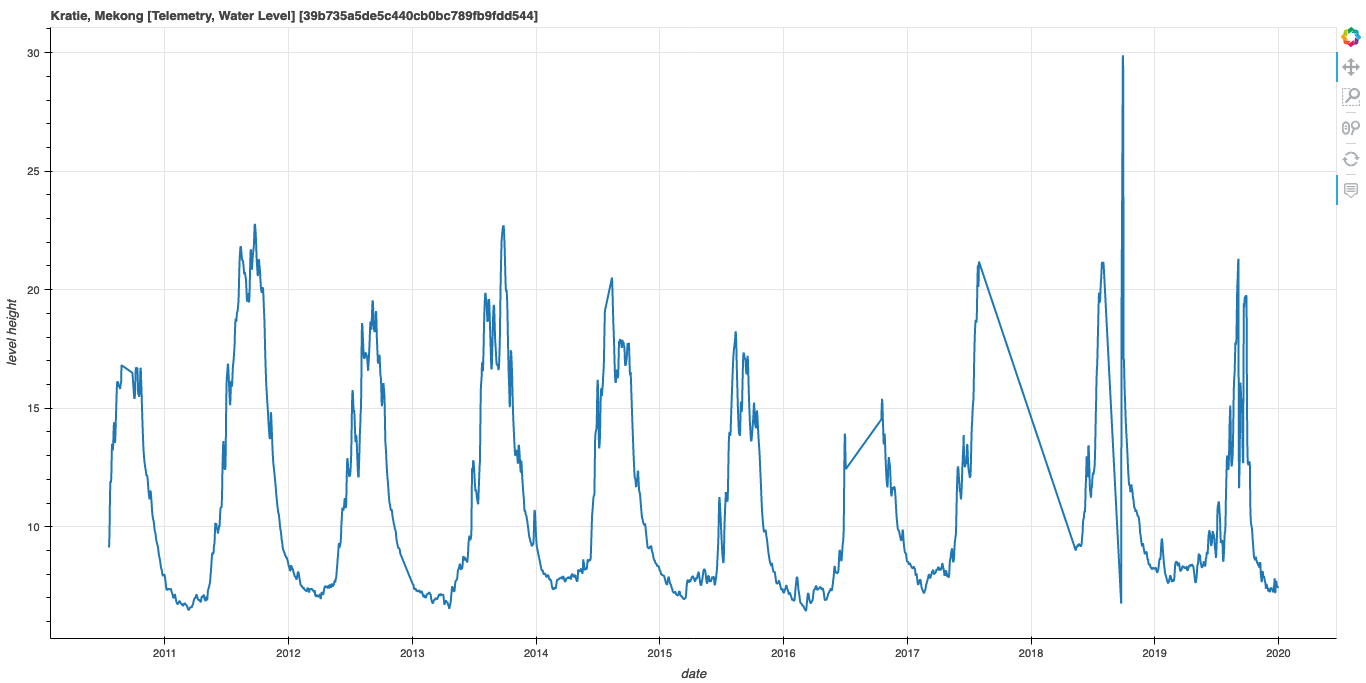 Kratie, Mekong [Telemetry, Water Level] [39b735a5de5c440cb0bc789fb9fdd544]
30
25
20
15
10
level height
2011 2012 2013 2014 2015 2016 2017 2018 2019 2020
date